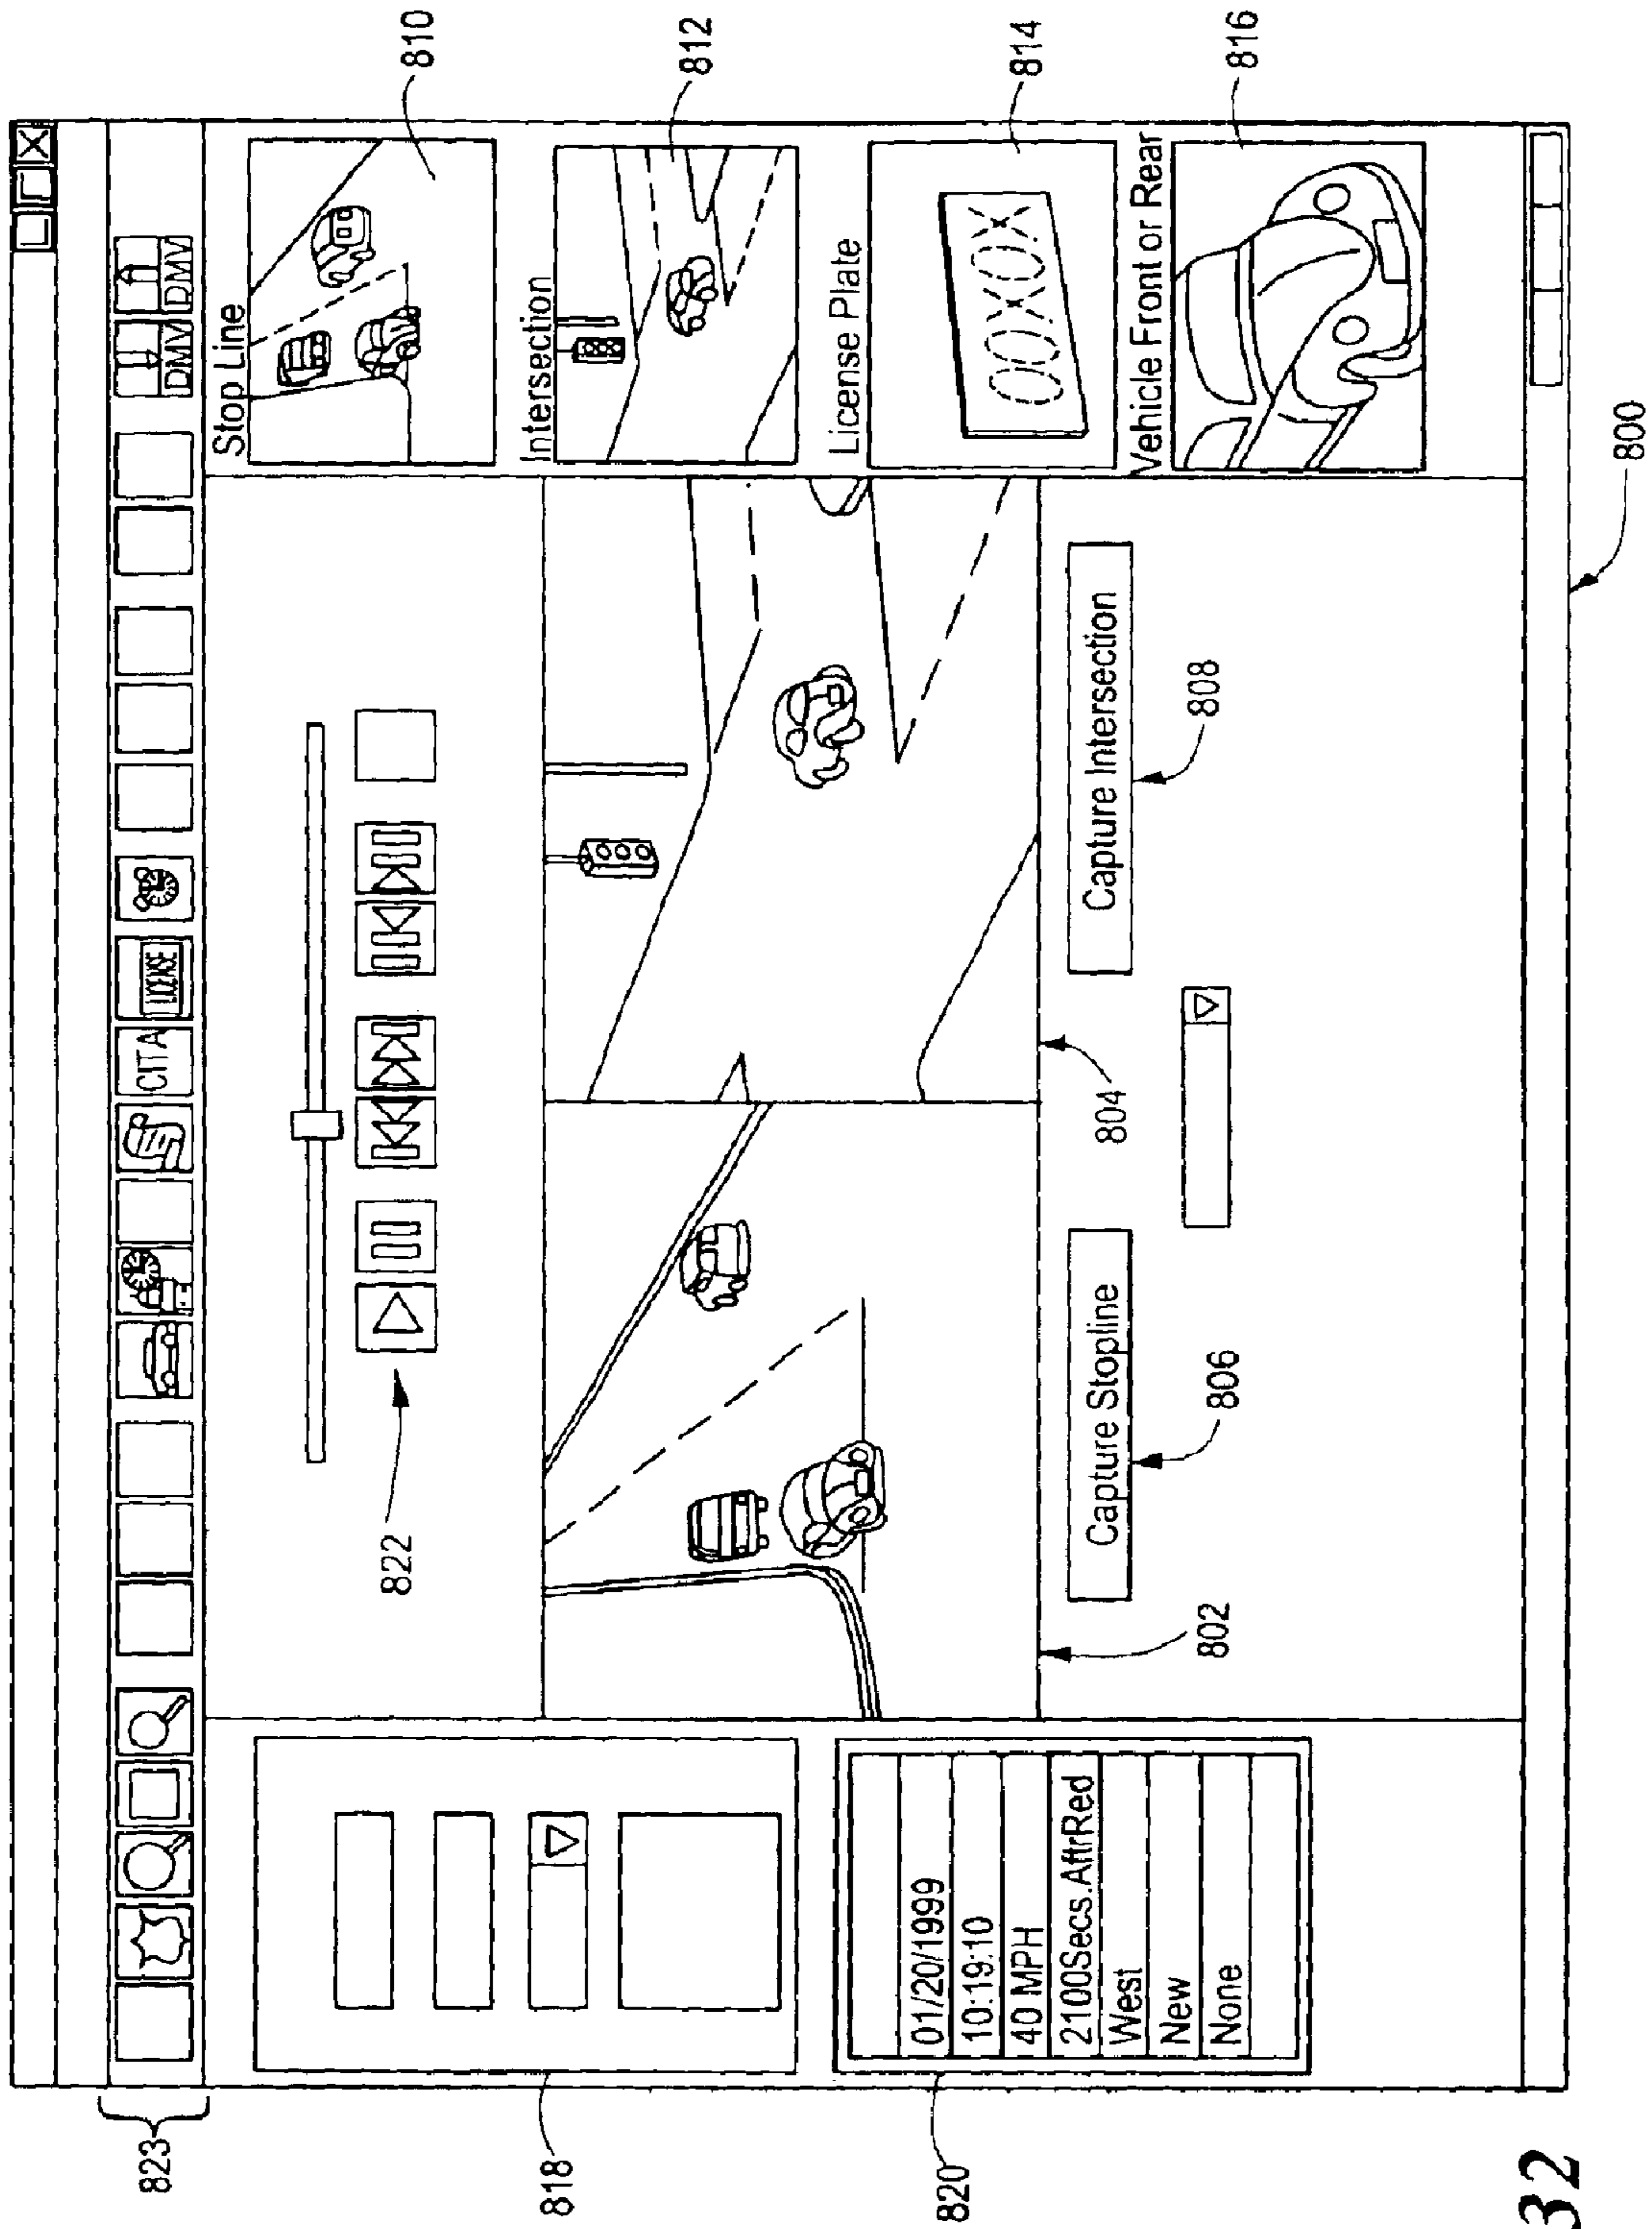 823
LICENSE
CITA
DMV
DMV
822
Stop Line
810
Intersection
812
License Plate
814
Vehicle Front or Rear
816
818
820
01/20/1999
10:19:10
40 MPH
2100Secs.AftrRed
West
New
None
802
804
Capture Stopline
806
Capture Intersection
808
800
32